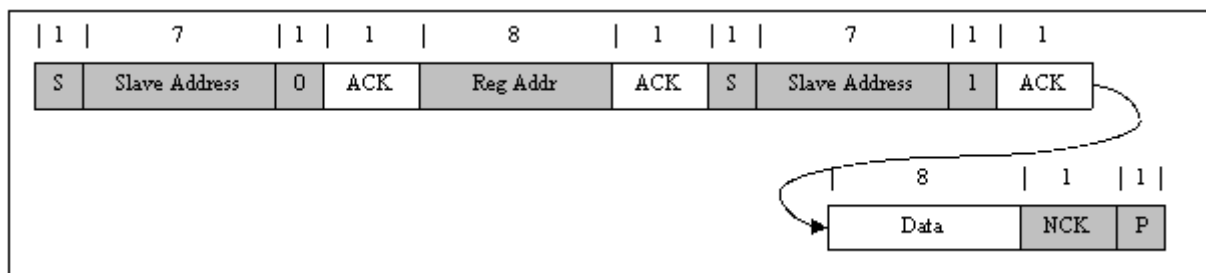 | 1 | 7 | 1 | 1 | 8 | 1 | 1 | 7 | 1 | 1
S Slave Address 0 ACK Reg Addr ACK S Slave Address 1 ACK
| 8 | 1 | 1 |
Data NCK P